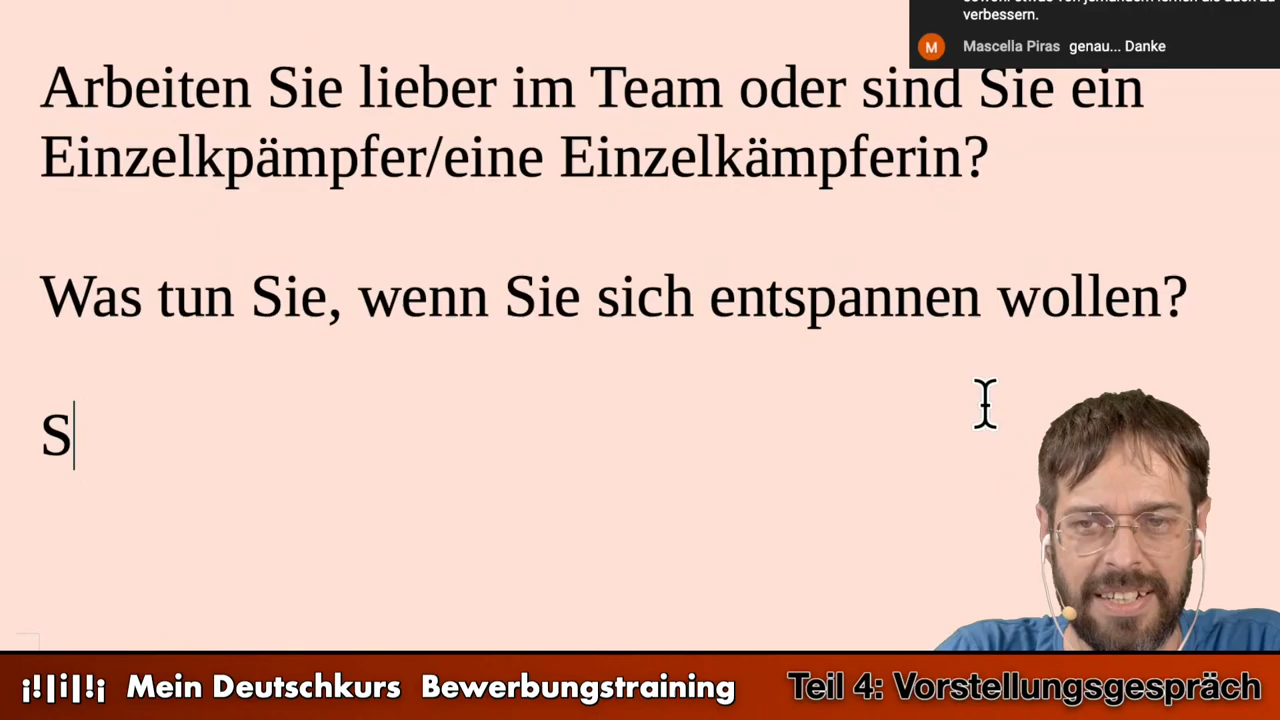 verbessern.
Mascella Piras genau... Danke
Arbeiten Sie lieber im Team oder sind Sie ein
Einzelkpämpfer/eine Einzelkämpferin?
Was tun Sie, wenn Sie sich entspannen wollen?
S
Mein Deutschkurs Bewerbungstraining
Teil 4: Vorstellungsgespräch